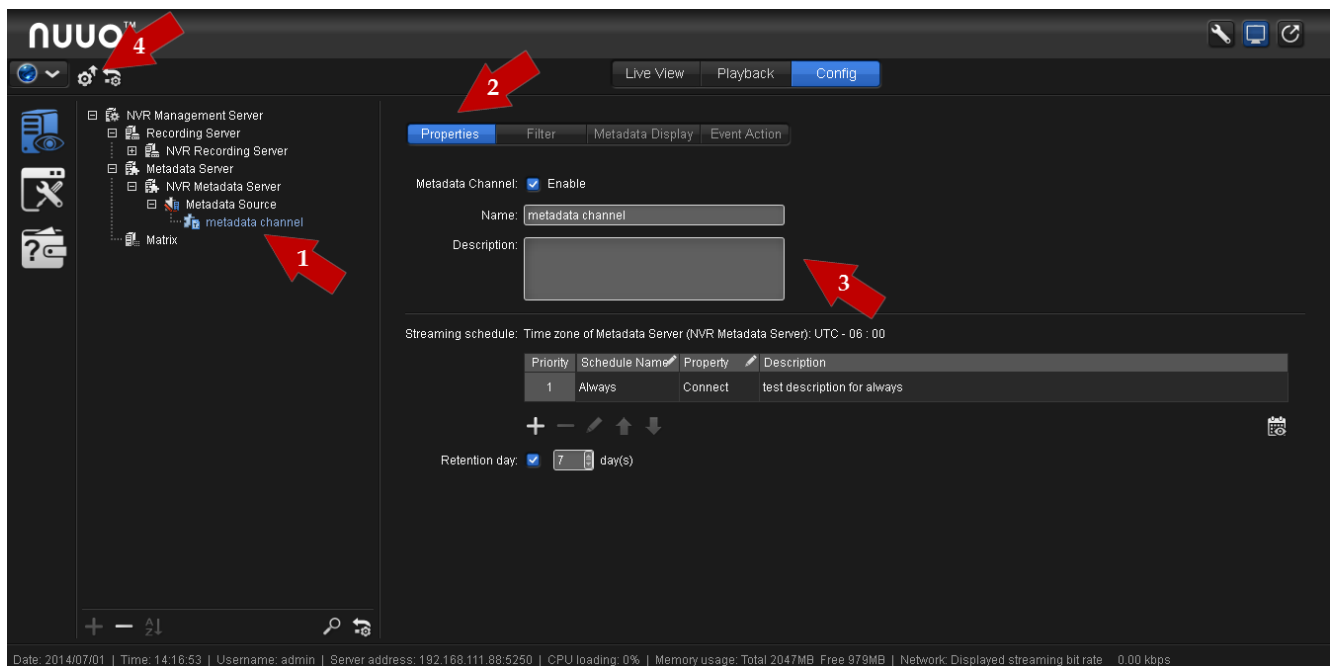 nuuo™
4
Live View Playback Config
2
NVR Management Server
Recording Server
NVR Recording Server
Metadata Server
NVR Metadata Server
Metadata Source
metadata channel
Matrix
1
Properties Filter Metadata Display Event Action
Metadata Channel: Enable
Name: metadata channel
Description:
3
Streaming schedule: Time zone of Metadata Server (NVR Metadata Server): UTC - 06 : 00
Priority Schedule Name Property Description
1 Always Connect test description for always
Retention day: 7 day(s)
Date: 2014/07/01 | Time: 14:16:53 | Username: admin | Server address: 192.168.111.88:5250 | CPU loading: 0% | Memory usage: Total 2047MB Free 979MB | Network: Displayed streaming bit rate 0.00 kbps